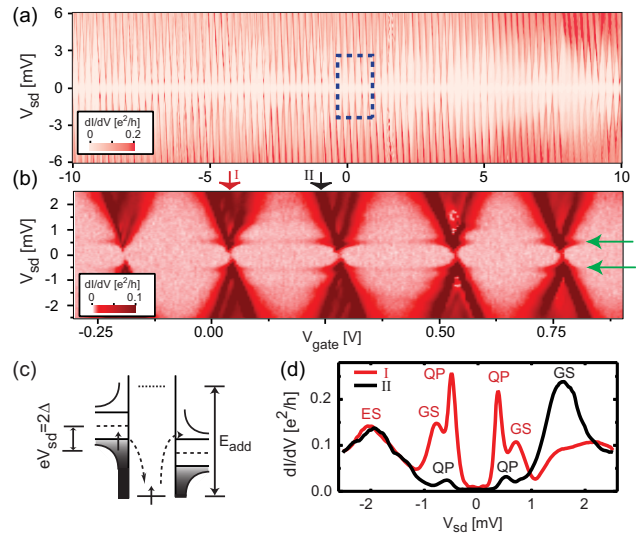 (a)
6
3
0
-3
-6
V_sd [mV]
dI/dV [e²/h]
0 0.2
-10 -5 0 5 10
I II
(b)
2
1
0
-1
-2
V_sd [mV]
dI/dV [e²/h]
0 0.1
-0.25 0.00 0.25 0.50 0.75
V_gate [V]
(c)
eV_sd=2Δ
E_add
(d)
I
II
QP
QP
GS
ES
GS
GS
QP
QP
dI/dV [e²/h]
0.2
0.1
0.0
-2 -1 0 1 2
V_sd [mV]